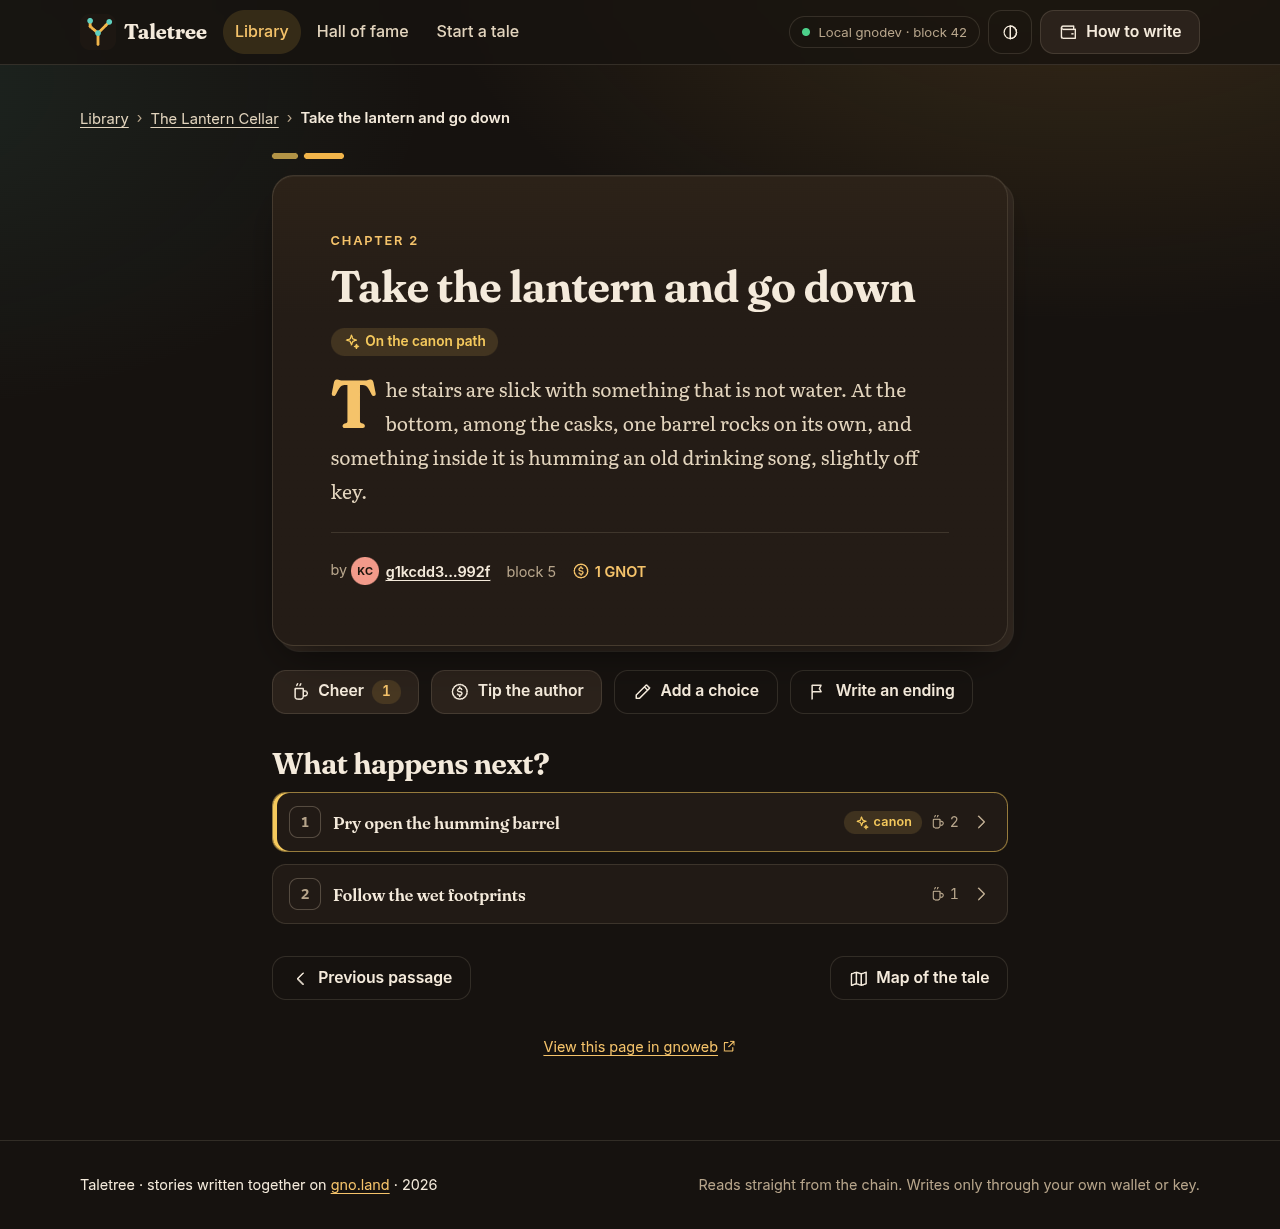 Taletree Library Hall of fame Start a tale Local gnodev · block 42 How to write
Library › The Lantern Cellar › Take the lantern and go down
CHAPTER 2
Take the lantern and go down
On the canon path
The stairs are slick with something that is not water. At the
bottom, among the casks, one barrel rocks on its own, and
something inside it is humming an old drinking song, slightly off
key.
by KC g1kcdd3...992f block 5 1 GNOT
Cheer 1 Tip the author Add a choice Write an ending
What happens next?
1 Pry open the humming barrel canon 2
2 Follow the wet footprints 1
Previous passage Map of the tale
View this page in gnoweb
Taletree · stories written together on gno.land · 2026 Reads straight from the chain. Writes only through your own wallet or key.